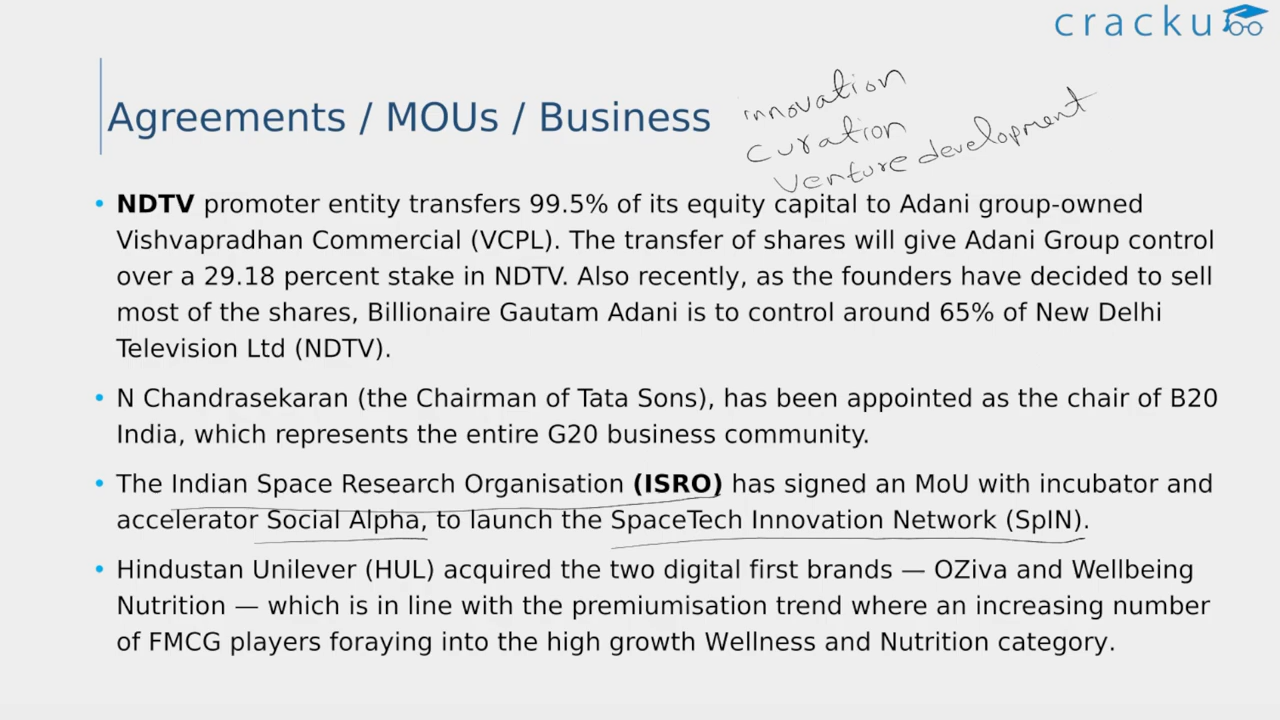 cracku
innovation
curation
venture development
Agreements / MOUs / Business
• NDTV promoter entity transfers 99.5% of its equity capital to Adani group-owned
Vishvapradhan Commercial (VCPL). The transfer of shares will give Adani Group control
over a 29.18 percent stake in NDTV. Also recently, as the founders have decided to sell
most of the shares, Billionaire Gautam Adani is to control around 65% of New Delhi
Television Ltd (NDTV).
• N Chandrasekaran (the Chairman of Tata Sons), has been appointed as the chair of B20
India, which represents the entire G20 business community.
• The Indian Space Research Organisation (ISRO) has signed an MoU with incubator and
accelerator Social Alpha, to launch the SpaceTech Innovation Network (SpIN).
• Hindustan Unilever (HUL) acquired the two digital first brands — OZiva and Wellbeing
Nutrition — which is in line with the premiumisation trend where an increasing number
of FMCG players foraying into the high growth Wellness and Nutrition category.